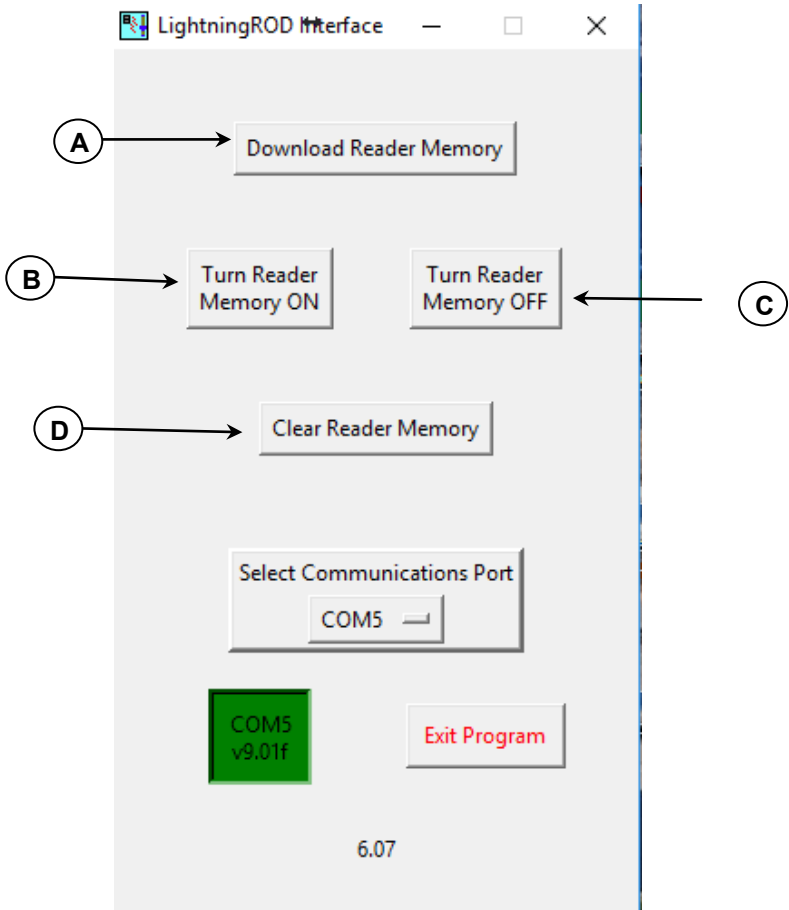 LightningROD Interface
A
Download Reader Memory
B
Turn Reader
Memory ON
Turn Reader
Memory OFF
C
D
Clear Reader Memory
Select Communications Port
COM5
COM5
v9.01f
Exit Program
6.07